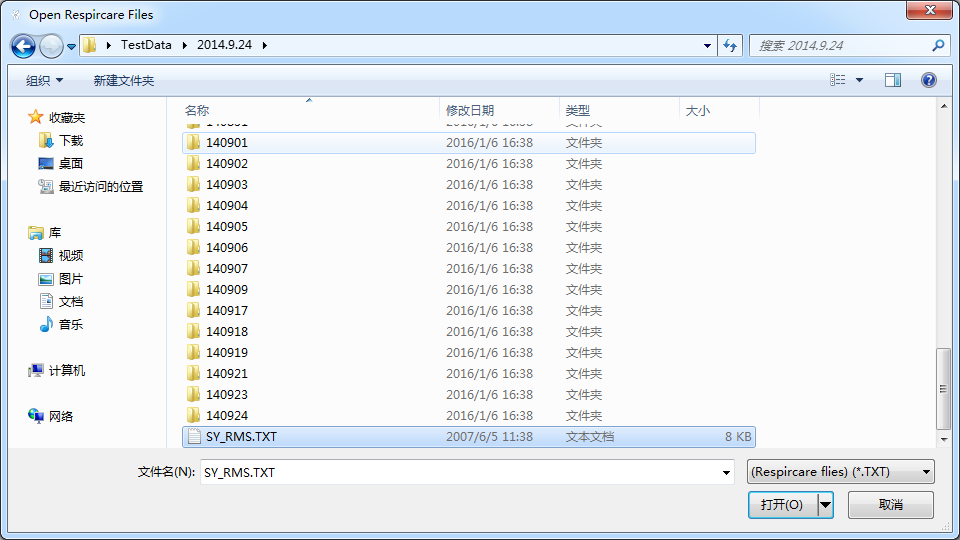 Open Respircare Files
TestData 2014.9.24
搜索 2014.9.24
组织 新建文件夹
名称 修改日期 类型 大小
收藏夹
下载
桌面
最近访问的位置
库
视频
图片
文档
音乐
计算机
网络
140901 2016/1/6 16:38 文件夹
140902 2016/1/6 16:38 文件夹
140903 2016/1/6 16:38 文件夹
140904 2016/1/6 16:38 文件夹
140905 2016/1/6 16:38 文件夹
140906 2016/1/6 16:38 文件夹
140907 2016/1/6 16:38 文件夹
140909 2016/1/6 16:38 文件夹
140917 2016/1/6 16:38 文件夹
140918 2016/1/6 16:38 文件夹
140919 2016/1/6 16:38 文件夹
140921 2016/1/6 16:38 文件夹
140923 2016/1/6 16:38 文件夹
140924 2016/1/6 16:38 文件夹
SY_RMS.TXT 2007/6/5 11:38 文本文档 8 KB
文件名(N): SY_RMS.TXT
(Respircare flies) (*.TXT)
打开(O) 取消